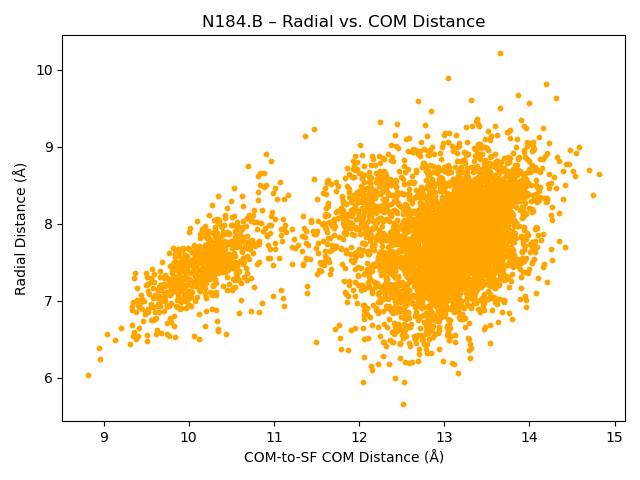 N184.B – Radial vs. COM Distance
Radial Distance (Å)
10
9
8
7
6
9 10 11 12 13 14 15
COM-to-SF COM Distance (Å)